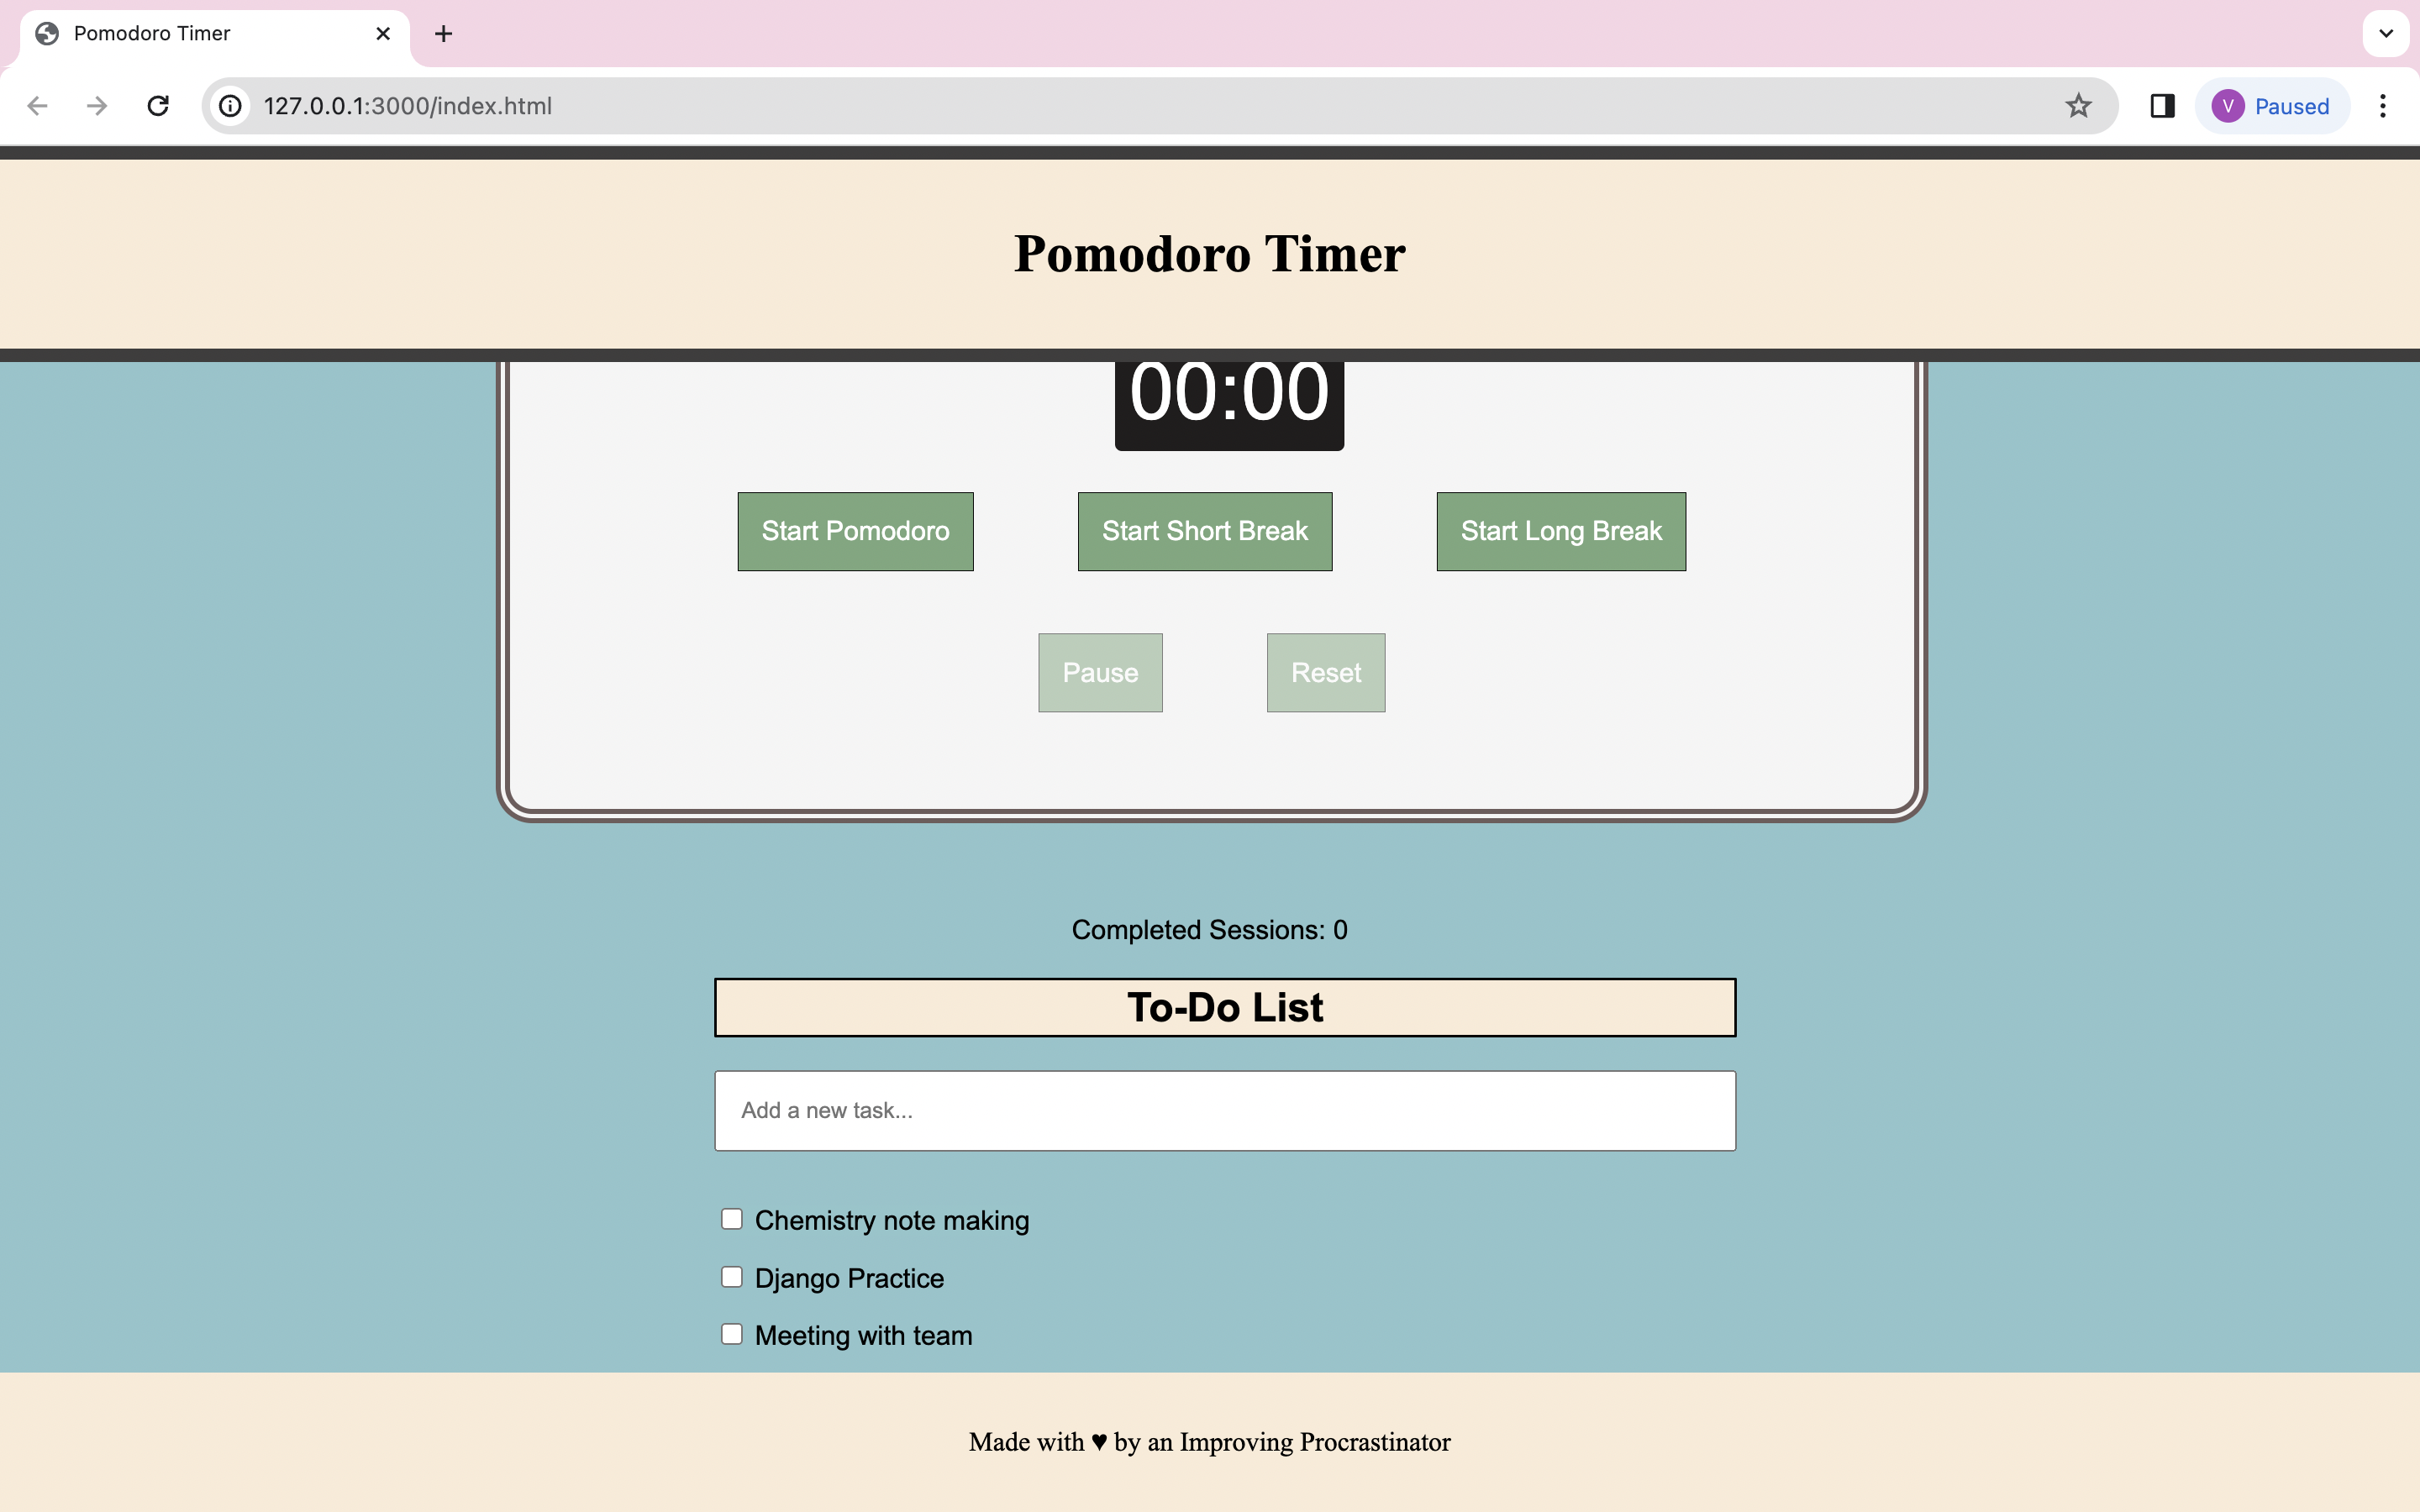 Pomodoro Timer
127.0.0.1:3000/index.html
V Paused
Pomodoro Timer
00:00
Start Pomodoro Start Short Break Start Long Break
Pause Reset
Completed Sessions: 0
To-Do List
Add a new task...
Chemistry note making
Django Practice
Meeting with team
Made with ♥ by an Improving Procrastinator